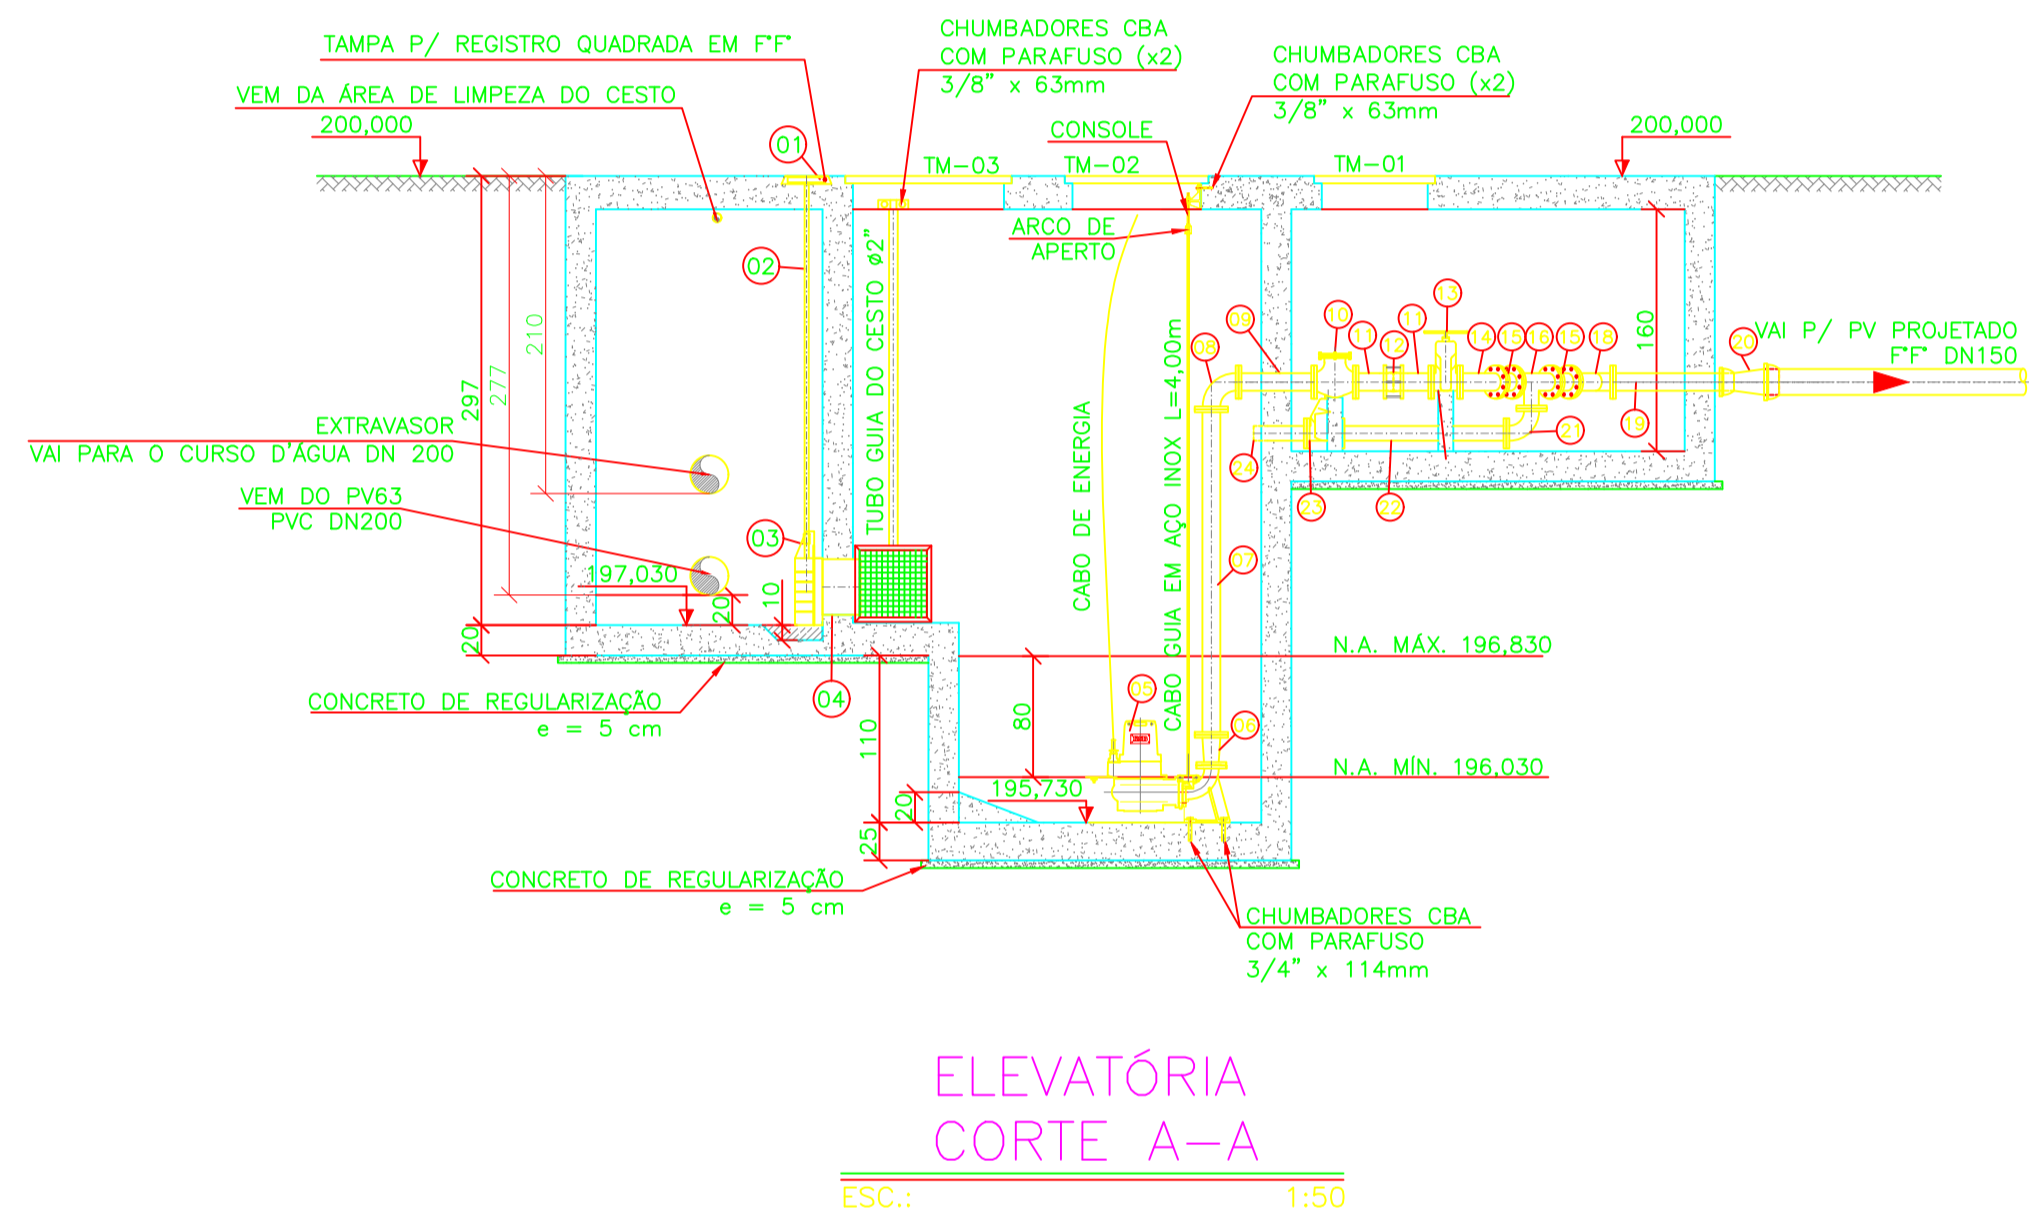 TAMPA P/ REGISTRO QUADRADA EM F°F°
CHUMBADORES CBA
COM PARAFUSO (x2)
3/8" x 63mm
CHUMBADORES CBA
COM PARAFUSO (x2)
3/8" x 63mm
VEM DA ÁREA DE LIMPEZA DO CESTO
200,000
CONSOLE
200,000
01
TM-03
TM-02
TM-01
ARCO DE
APERTO
02
TUBO GUIA DO CESTO ø2"
CABO DE ENERGIA
CABO GUIA EM AÇO INOX L=4,00m
297
277
210
160
08
09
10
11
12
11
13
14
15
16
15
18
20
VAI P/ PV PROJETADO
F°F° DN150
19
21
24
23
22
EXTRAVASOR
VAI PARA O CURSO D'ÁGUA DN 200
VEM DO PV63
PVC DN200
03
07
197,030
20
10
20
N.A. MÁX. 196,830
CONCRETO DE REGULARIZAÇÃO
e = 5 cm
04
05
06
110
80
N.A. MÍN. 196,030
195,730
20
25
CONCRETO DE REGULARIZAÇÃO
e = 5 cm
CHUMBADORES CBA
COM PARAFUSO
3/4" x 114mm
ELEVATÓRIA
CORTE A-A
ESC.: 1:50